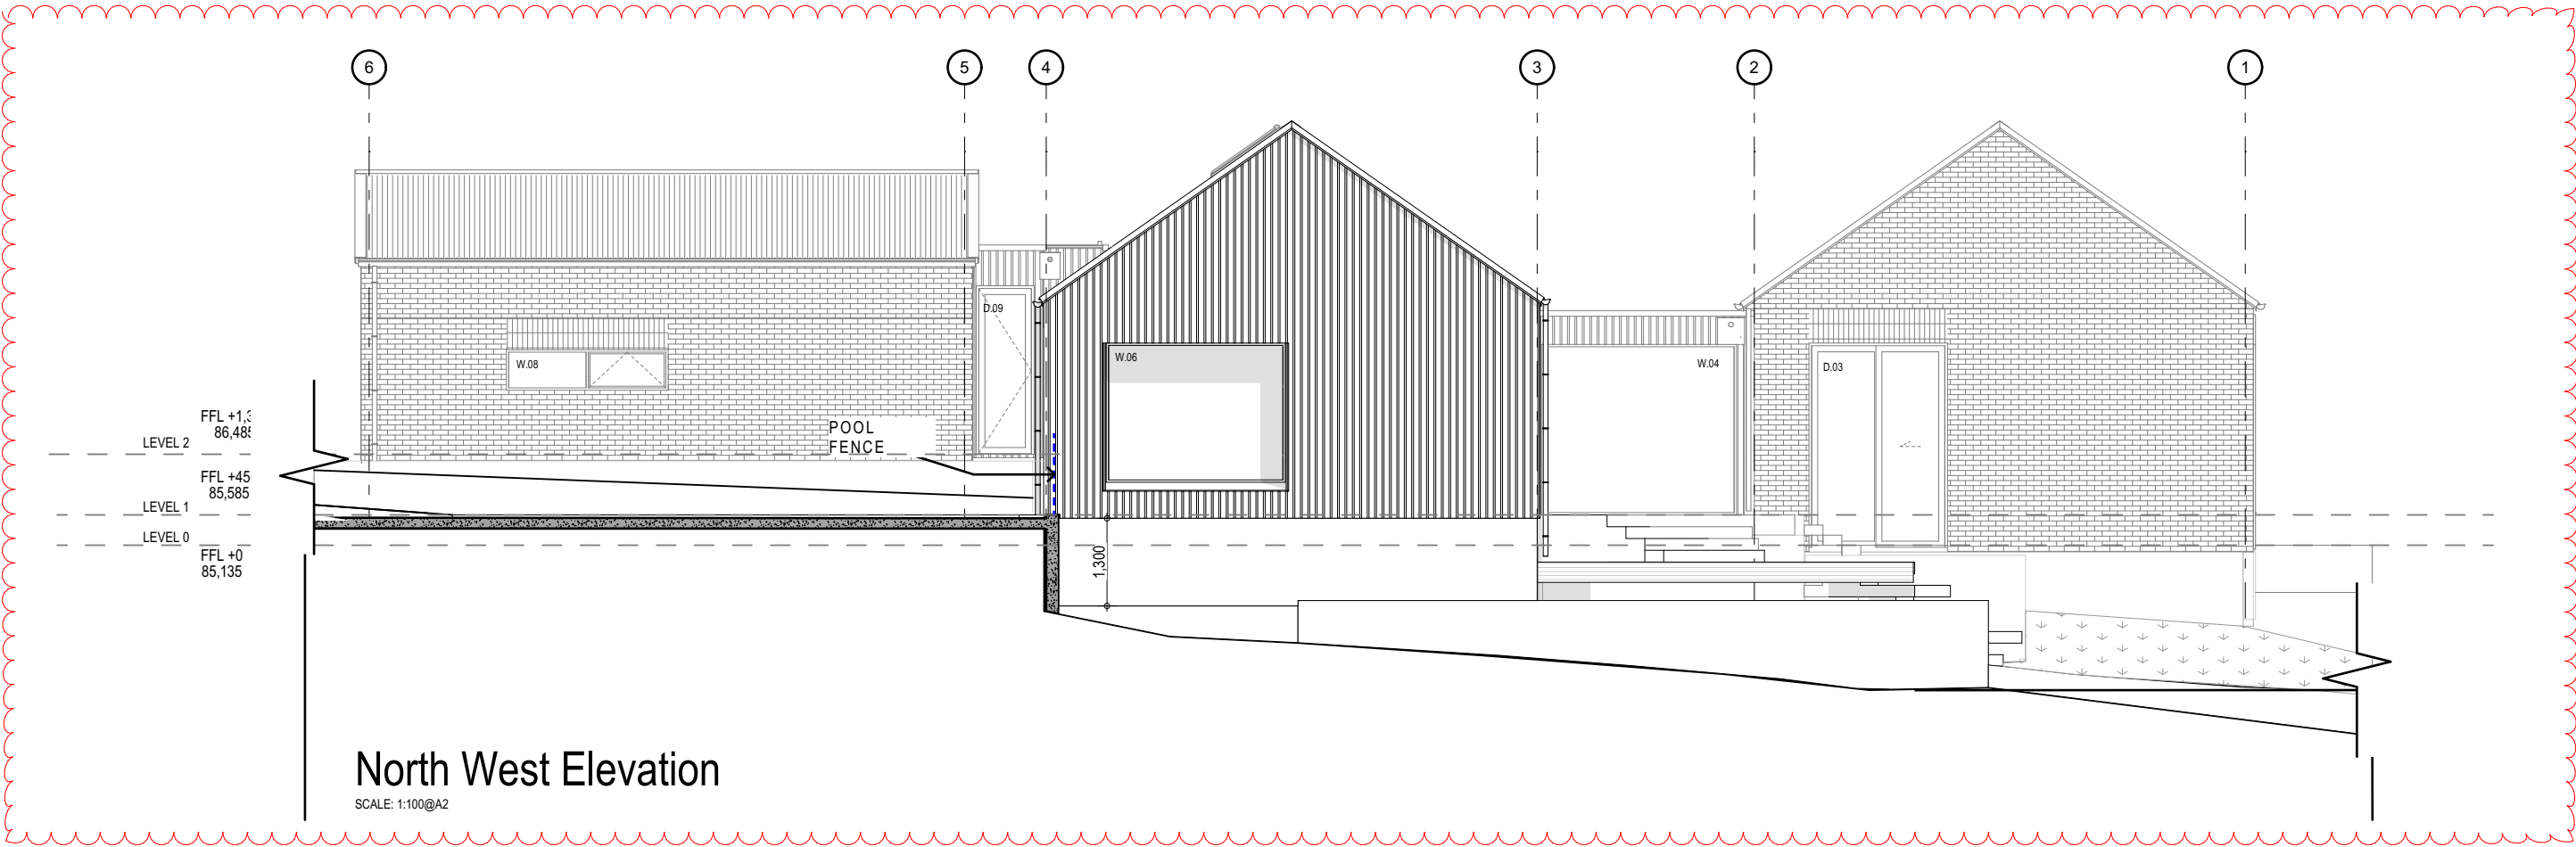 6 5 4 3 2 1
D.09
W.06
W.08
W.04
D.03
POOL
FENCE
FFL +1,3
86,485
LEVEL 2
FFL +45
85,585
LEVEL 1
LEVEL 0
FFL +0
85,135
1,300
North West Elevation
SCALE: 1:100@A2